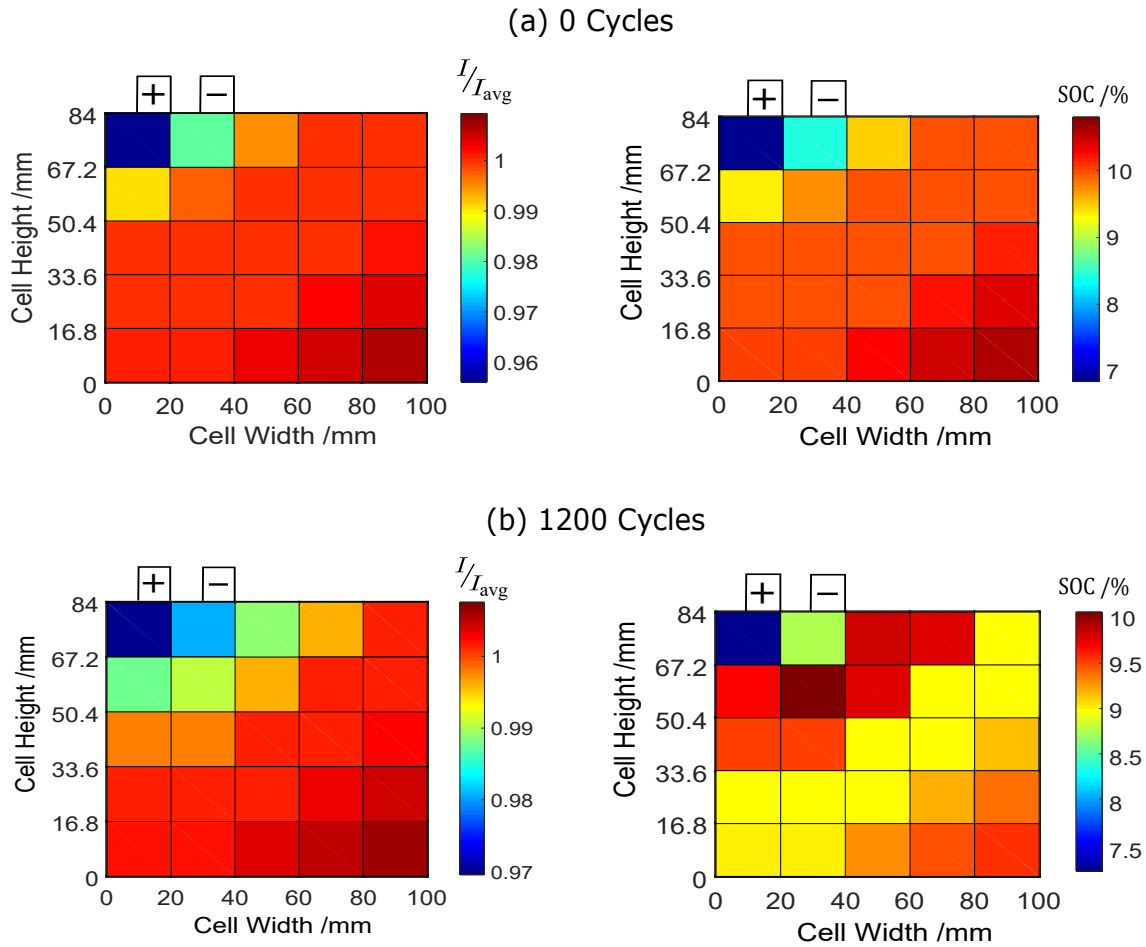 (a) 0 Cycles
+ −
I/Iavg
84
67.2
50.4
33.6
16.8
0
Cell Height /mm
0 20 40 60 80 100
Cell Width /mm
1
0.99
0.98
0.97
0.96
+ −
SOC /%
84
67.2
50.4
33.6
16.8
0
Cell Height /mm
0 20 40 60 80 100
Cell Width /mm
10
9
8
7
(b) 1200 Cycles
+ −
I/Iavg
84
67.2
50.4
33.6
16.8
0
Cell Height /mm
0 20 40 60 80 100
Cell Width /mm
1
0.99
0.98
0.97
+ −
SOC /%
84
67.2
50.4
33.6
16.8
0
Cell Height /mm
0 20 40 60 80 100
Cell Width /mm
10
9.5
9
8.5
8
7.5